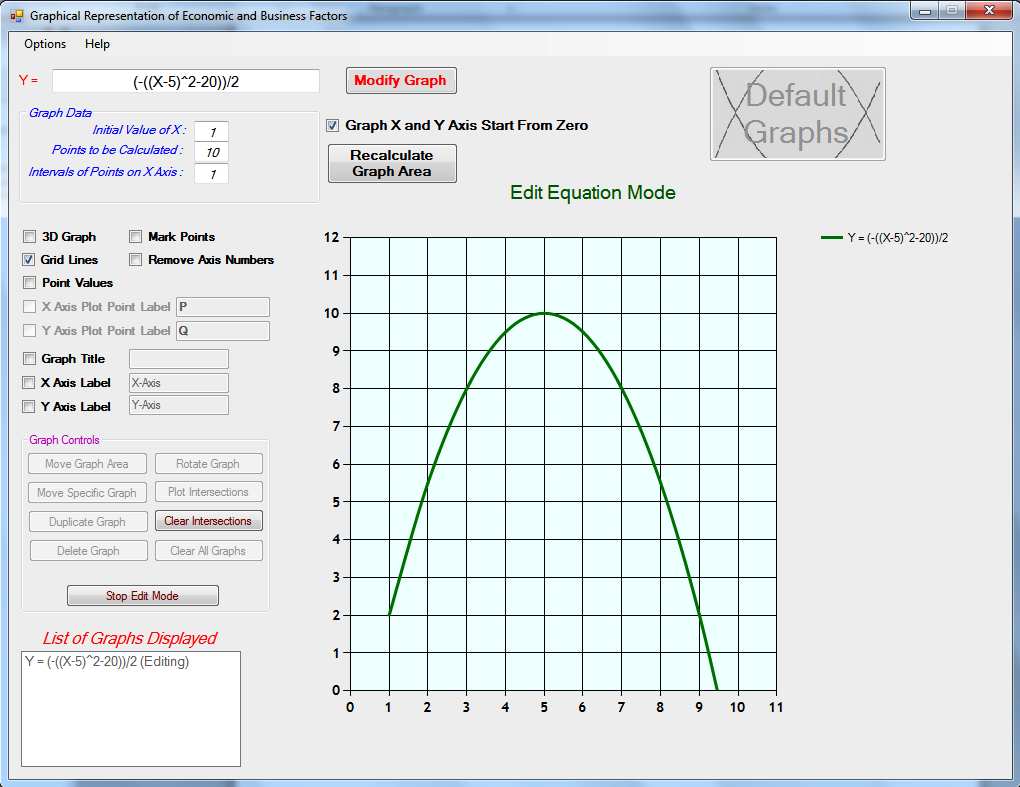 Graphical Representation of Economic and Business Factors
Options Help
Y = (-((X-5)^2-20))/2 Modify Graph
Default
Graphs
Graph Data
Initial Value of X : 1
Points to be Calculated : 10
Intervals of Points on X Axis : 1
Graph X and Y Axis Start From Zero
Recalculate
Graph Area
Edit Equation Mode
3D Graph Mark Points
Grid Lines Remove Axis Numbers
Point Values
X Axis Plot Point Label P
Y Axis Plot Point Label Q
Graph Title
X Axis Label X-Axis
Y Axis Label Y-Axis
Graph Controls
Move Graph Area Rotate Graph
Move Specific Graph Plot Intersections
Duplicate Graph Clear Intersections
Delete Graph Clear All Graphs
Stop Edit Mode
List of Graphs Displayed
Y = (-((X-5)^2-20))/2 (Editing)
12
11
10
9
8
7
6
5
4
3
2
1
0
0 1 2 3 4 5 6 7 8 9 10 11
Y = (-((X-5)^2-20))/2